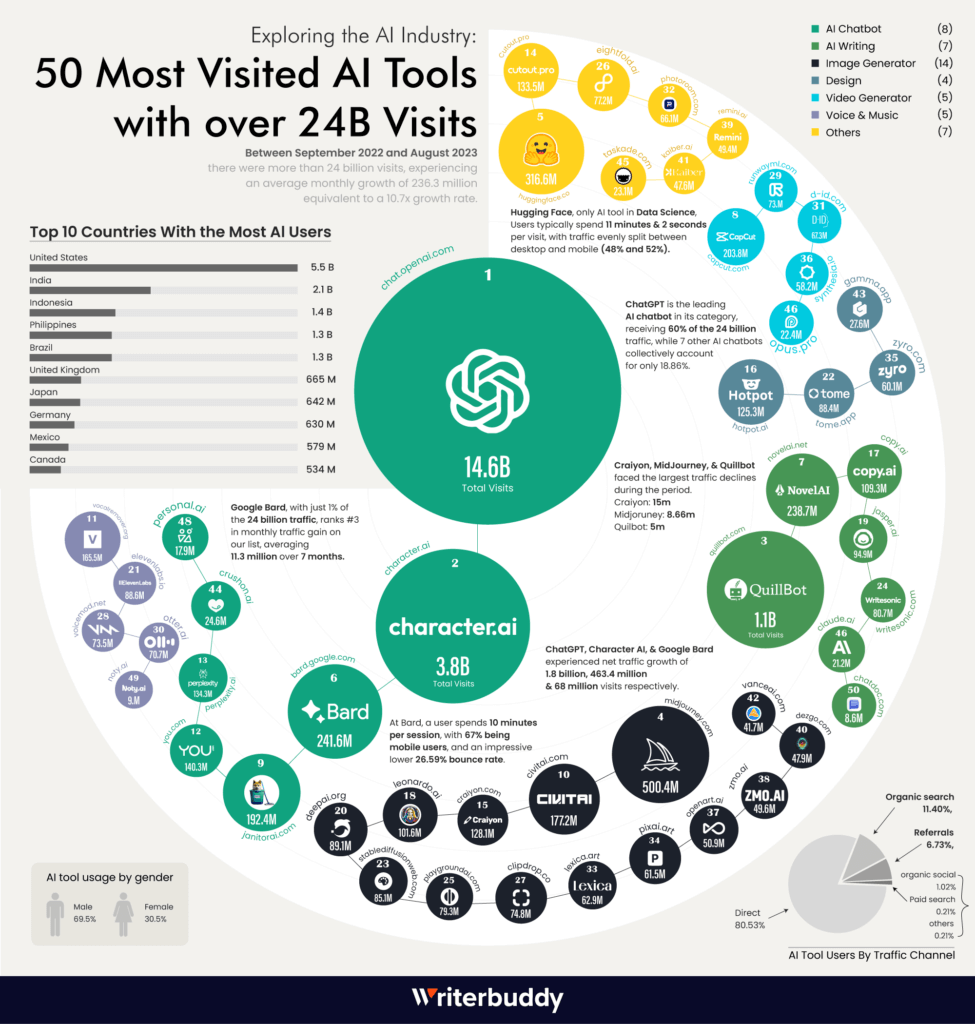 Exploring the AI Industry:
50 Most Visited AI Tools
with over 24B Visits
Between September 2022 and August 2023
there were more than 24 billion visits, experiencing
an average monthly growth of 236.3 million
equivalent to a 10.7x growth rate.
AI Chatbot (8)
AI Writing (7)
Image Generator (14)
Design (4)
Video Generator (5)
Voice & Music (5)
Others (7)
Top 10 Countries With the Most AI Users
United States
5.5 B
India
2.1 B
Indonesia
1.4 B
Philippines
1.3 B
Brazil
1.3 B
United Kingdom
665 M
Japan
642 M
Germany
630 M
Mexico
579 M
Canada
534 M
cutout.pro
14
cutout.pro
133.5M
eightfold.ai
26
77.2M
photoroom.com
32
66.1M
remini.ai
39
Remini
49.4M
5
316.6M
huggingface.co
taskade.com
45
23.1M
kaiber.ai
41
Kaiber
47.6M
Hugging Face, only AI tool in Data Science,
Users typically spend 11 minutes & 2 seconds
per visit, with traffic evenly split between
desktop and mobile (48% and 52%).
runwayml.com
29
73.M
d-id.com
31
D-ID
67.3M
8
CapCut
203.8M
capcut.com
36
58.2M
synthesia
46
22.4M
opus.pro
gamma.app
43
27.6M
zyro.com
35
zyro
60.1M
22
tome
88.4M
tome.app
16
Hotpot
125.3M
hotpot.ai
chat.openai.com
1
14.6B
Total Visits
ChatGPT is the leading
AI chatbot in its category,
receiving 60% of the 24 billion
traffic, while 7 other AI chatbots
collectively account
for only 18.86%.
Craiyon, MidJourney, & Quillbot
faced the largest traffic declines
during the period.
Craiyon: 15m
Midjoruney: 8.66m
Quilbot: 5m
novelai.net
7
NovelAI
238.7M
copy.ai
17
copy.ai
109.3M
jasper.ai
19
94.9M
quillbot.com
3
QuillBot
1.1B
Total Visits
24
Writesonic
80.7M
writesonic.com
claude.ai
46
21.2M
chatdoc.com
50
8.6M
Google Bard, with just 1% of
the 24 billion traffic, ranks #3
in monthly traffic gain on
our list, averaging
11.3 million over 7 months.
vocalremover.org
11
V
165.5M
personal.ai
48
17.9M
21
IIElevenLabs
88.6M
elevenlabs.io
voicemod.net
28
73.5M
otter.ai
30
70.7M
noty.ai
49
Noty.ai
9.M
crushon.ai
44
24.6M
13
perplexity
134.3M
perplexity.ai
you.com
12
YOU
140.3M
9
192.4M
janitorai.com
character.ai
2
character.ai
3.8B
Total Visits
bard.google.com
6
Bard
241.6M
ChatGPT, Character AI, & Google Bard
experienced net traffic growth of
1.8 billion, 463.4 million
& 68 million visits respectively.
At Bard, a user spends 10 minutes
per session, with 67% being
mobile users, and an impressive
lower 26.59% bounce rate.
midjourney.com
4
500.4M
vanceai.com
42
41.7M
dezgo.com
40
47.9M
zmo.ai
38
ZMO.AI
49.6M
openart.ai
37
50.9M
pixai.art
34
P
61.5M
lexica.art
33
Lexica
62.9M
clipdrop.co
27
74.8M
playgroundai.com
25
79.3M
stablediffusionweb.com
23
85.1M
deepai.org
20
89.1M
leonardo.ai
18
101.6M
craiyon.com
15
Craiyon
128.1M
civitai.com
10
CIVITAI
177.2M
AI tool usage by gender
Male
69.5%
Female
30.5%
Organic search
11.40%,
Referrals
6.73%,
organic social
1.02%
Paid search
0.21%
others
0.21%
Direct
80.53%
AI Tool Users By Traffic Channel
Writerbuddy